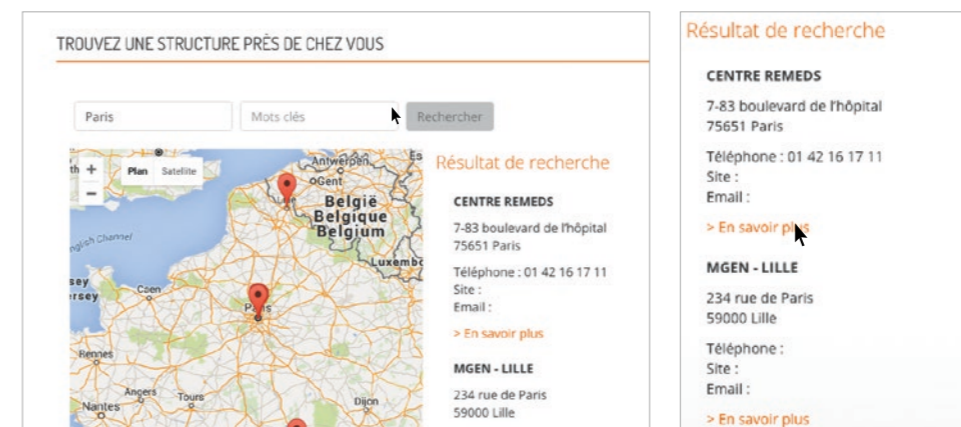 TROUVEZ UNE STRUCTURE PRÈS DE CHEZ VOUS
Paris
Mots clés
Rechercher
+
−
Plan
Satellite
Antwerpen
Gent
België
Belgique
Belgium
English Channel
Luxemb
sey
ersey
Caen
Paris
Rennes
Angers
Tours
Nantes
Dijon
Résultat de recherche
CENTRE REMEDS
7-83 boulevard de l'hôpital
75651 Paris
Téléphone : 01 42 16 17 11
Site :
Email :
> En savoir plus
MGEN - LILLE
234 rue de Paris
59000 Lille
Résultat de recherche
CENTRE REMEDS
7-83 boulevard de l'hôpital
75651 Paris
Téléphone : 01 42 16 17 11
Site :
Email :
> En savoir plus
MGEN - LILLE
234 rue de Paris
59000 Lille
Téléphone :
Site :
Email :
> En savoir plus